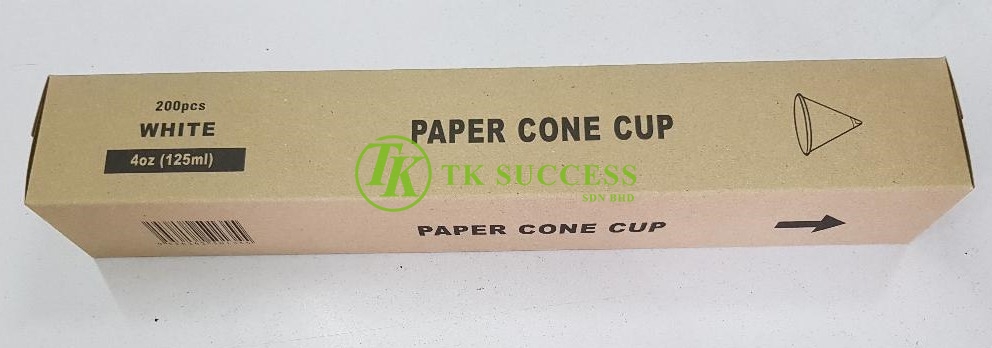 200pcs
WHITE
4oz (125ml)
PAPER CONE CUP
TK
TK SUCCESS
SDN BHD
PAPER CONE CUP